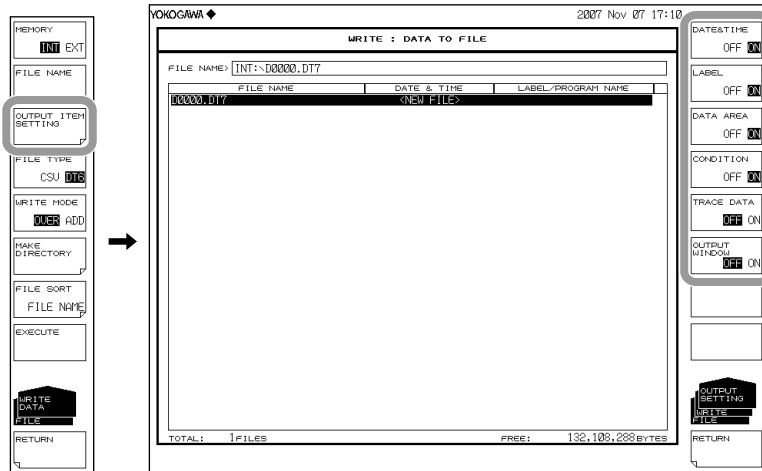 MEMORY
INT EXT
FILE NAME
OUTPUT ITEM
SETTING
FILE TYPE
CSV DT6
WRITE MODE
OVER ADD
MAKE
DIRECTORY
FILE SORT
FILE NAME
EXECUTE
WRITE
DATA
FILE
RETURN
YOKOGAWA ◆ 2007 Nov 07 17:10
WRITE : DATA TO FILE
FILE NAME> INT:\D0000.DT7
FILE NAME DATE & TIME LABEL/PROGRAM NAME
D0000.DT7 <NEW FILE>
TOTAL: 1FILES FREE: 132,108,288BYTES
DATE&TIME
OFF ON
LABEL
OFF ON
DATA AREA
OFF ON
CONDITION
OFF ON
TRACE DATA
OFF ON
OUTPUT
WINDOW
OFF ON
OUTPUT
SETTING
WRITE
FILE
RETURN